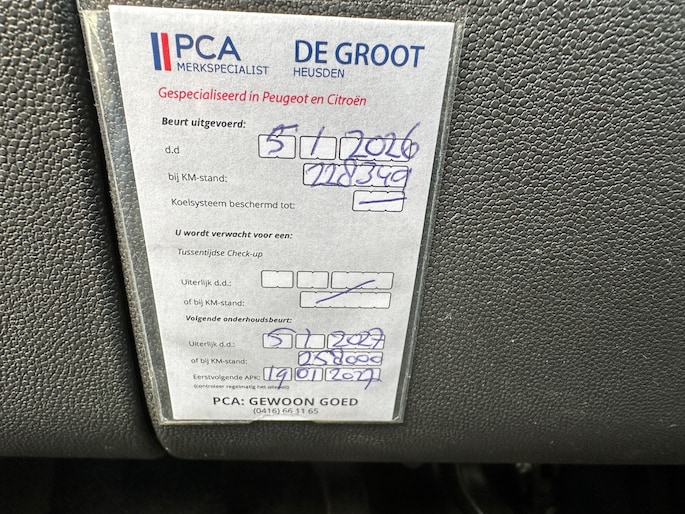 PCA DE GROOT
MERKSPECIALIST HEUSDEN
Gespecialiseerd in Peugeot en Citroën
Beurt uitgevoerd:
d.d 5 1 2026
bij KM-stand: 228349
Koelsysteem beschermd tot: —
U wordt verwacht voor een:
Tussentijdse Check-up
Uiterlijk d.d.:
of bij KM-stand:
Volgende onderhoudsbeurt:
Uiterlijk d.d.: 5 1 2027
of bij KM-stand: 258000
Eerstvolgende APK: 19 01 2027
(controleer regelmatig het oliepeil)
PCA: GEWOON GOED
(0416) 66 11 65